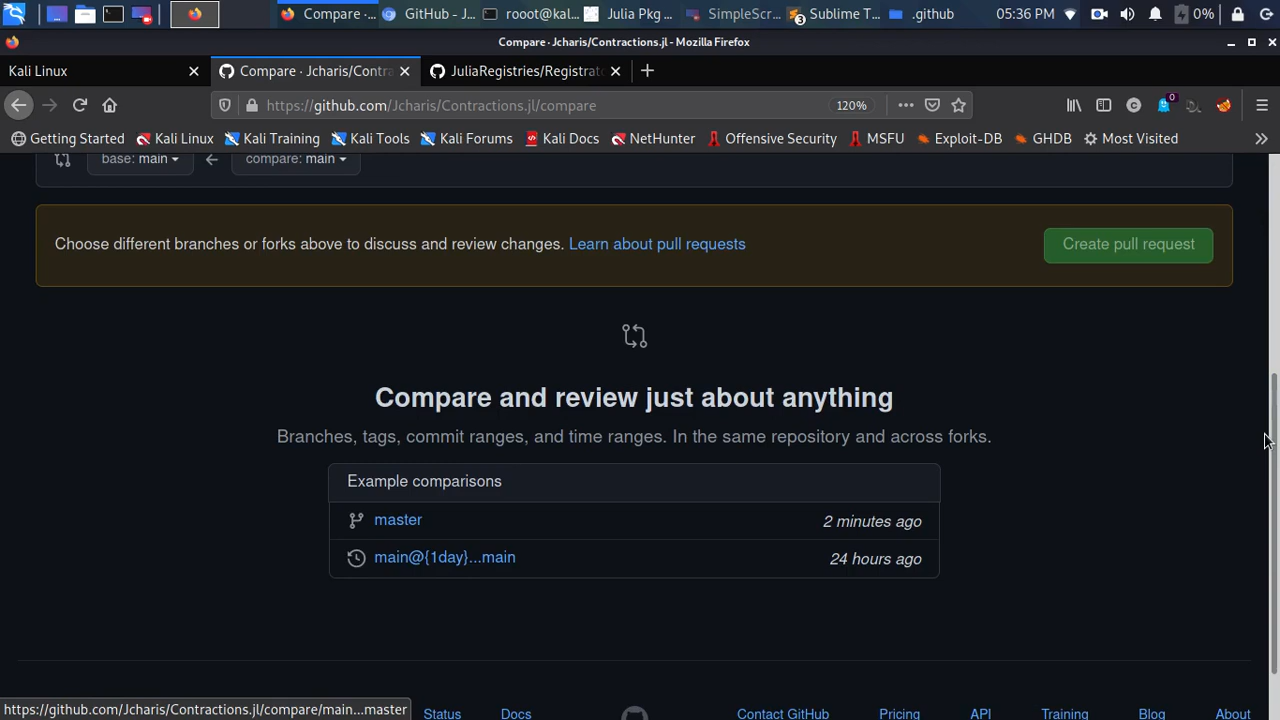 Compare -...
GitHub - J...
rooot@kal...
Julia Pkg ...
SimpleScr...
3
Sublime T...
.github
05:36 PM
0%
Compare · Jcharis/Contractions.jl - Mozilla Firefox
Kali Linux
Compare · Jcharis/Contra
JuliaRegistries/Registrat
https://github.com/Jcharis/Contractions.jl/compare
120%
0
Getting Started
Kali Linux
Kali Training
Kali Tools
Kali Forums
Kali Docs
NetHunter
Offensive Security
MSFU
Exploit-DB
GHDB
Most Visited
base: main
compare: main
Choose different branches or forks above to discuss and review changes. Learn about pull requests
Create pull request
Compare and review just about anything
Branches, tags, commit ranges, and time ranges. In the same repository and across forks.
Example comparisons
master
2 minutes ago
main@{1day}...main
24 hours ago
https://github.com/Jcharis/Contractions.jl/compare/main...master
Status
Docs
Contact GitHub
Pricing
API
Training
Blog
About